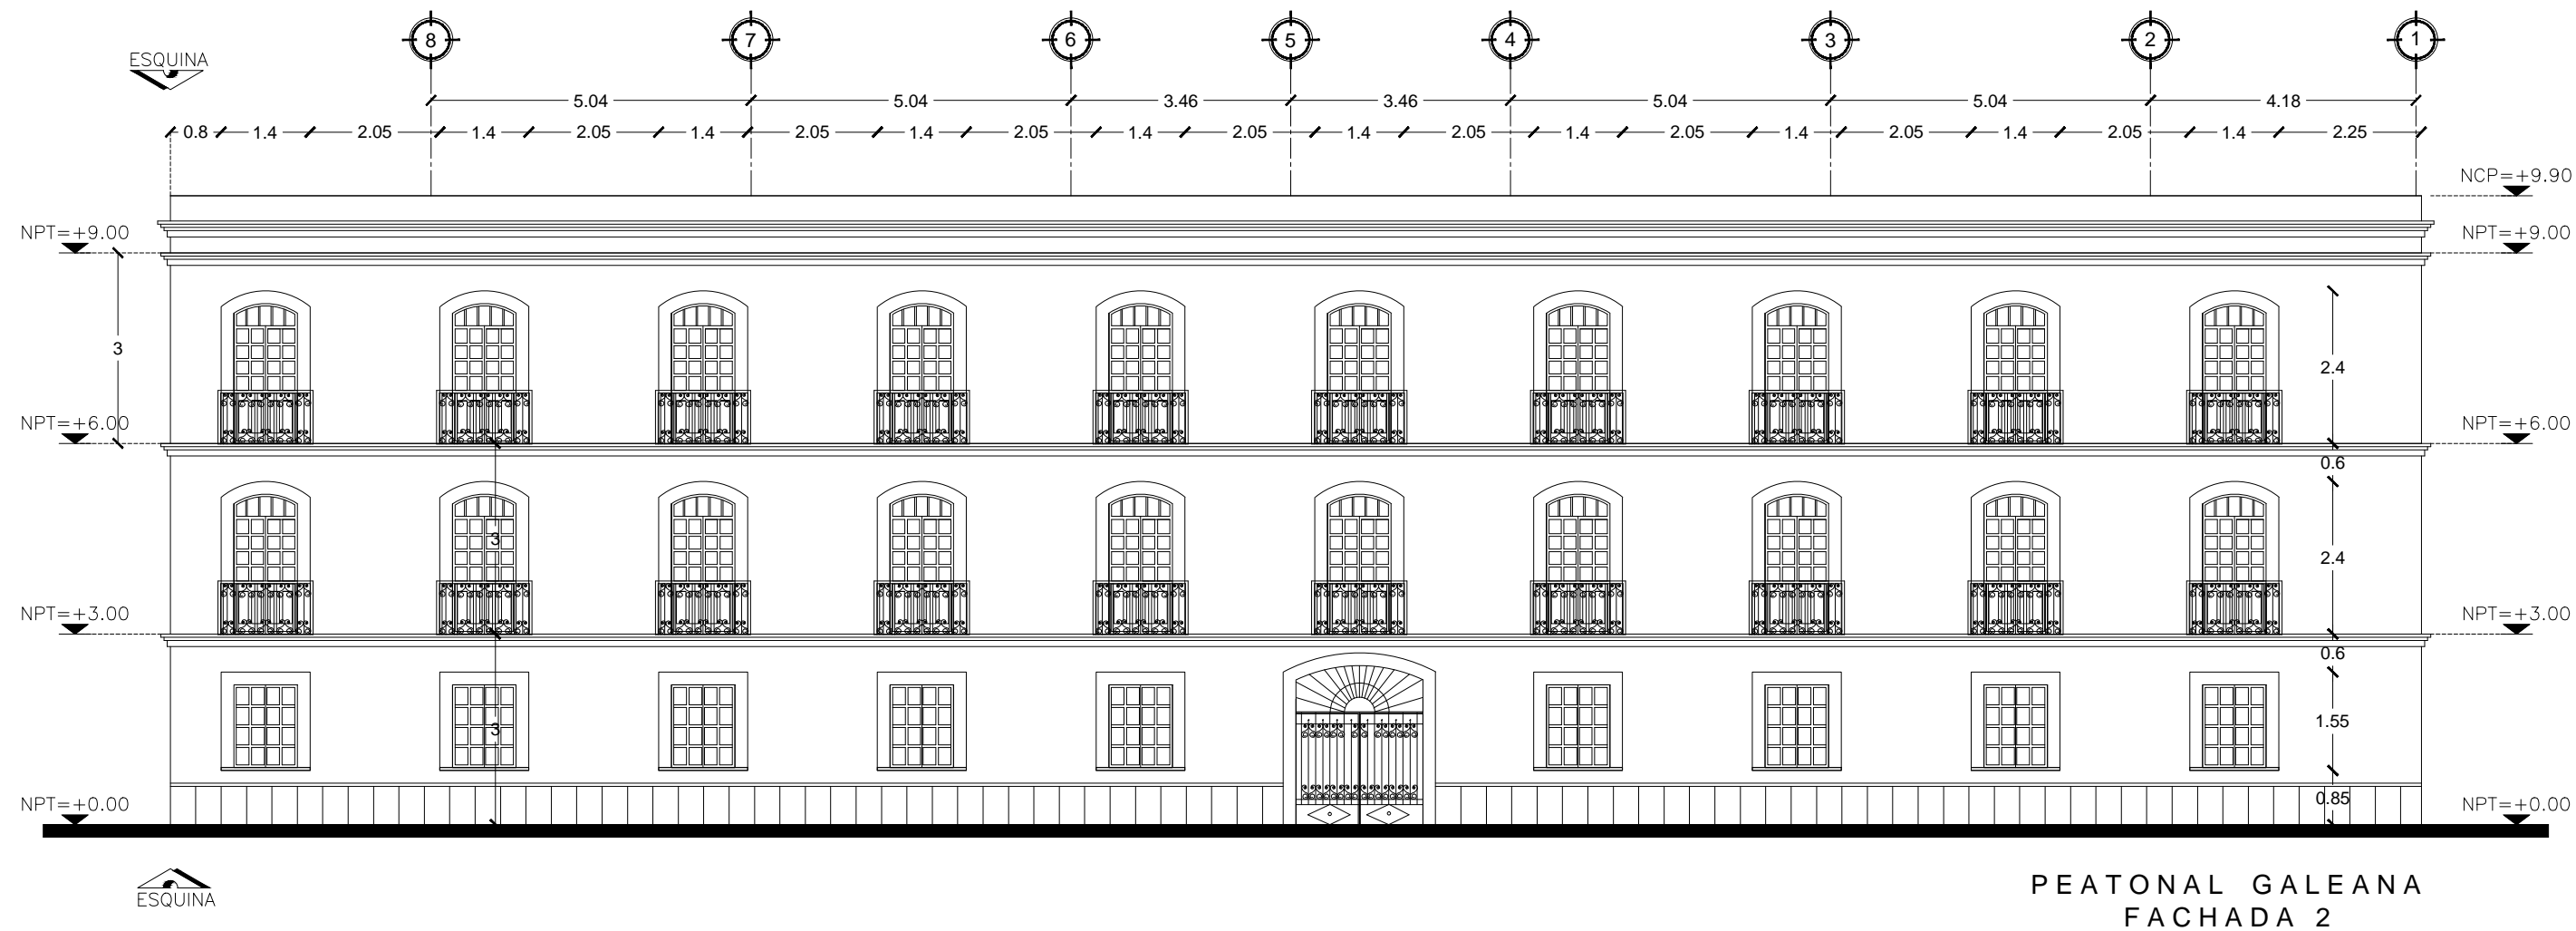 8 7 6 5 4 3 2 1
ESQUINA
5.04 5.04 3.46 3.46 5.04 5.04 4.18
0.8 1.4 2.05 1.4 2.05 1.4 2.05 1.4 2.05 1.4 2.05 1.4 2.05 1.4 2.05 1.4 2.05 1.4 2.05 1.4 2.25
NCP=+9.90
NPT=+9.00 NPT=+9.00
3 2.4
NPT=+6.00 NPT=+6.00
0.6
3 2.4
NPT=+3.00 NPT=+3.00
0.6
3 1.55
NPT=+0.00 0.85 NPT=+0.00
ESQUINA
PEATONAL GALEANA
FACHADA 2